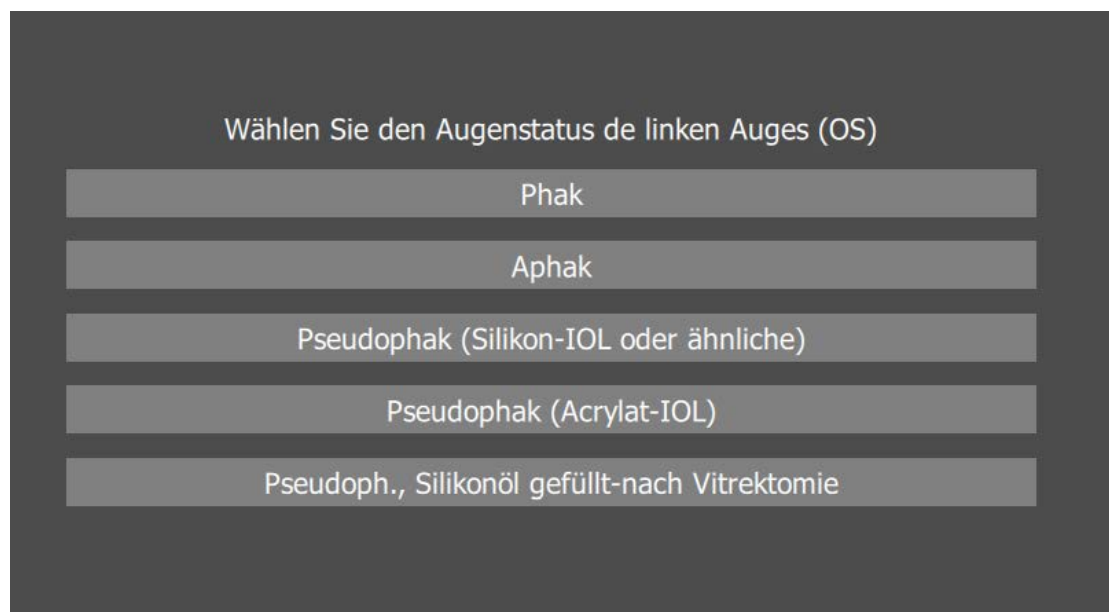 Wählen Sie den Augenstatus de linken Auges (OS)
Phak
Aphak
Pseudophak (Silikon-IOL oder ähnliche)
Pseudophak (Acrylat-IOL)
Pseudoph., Silikonöl gefüllt-nach Vitrektomie